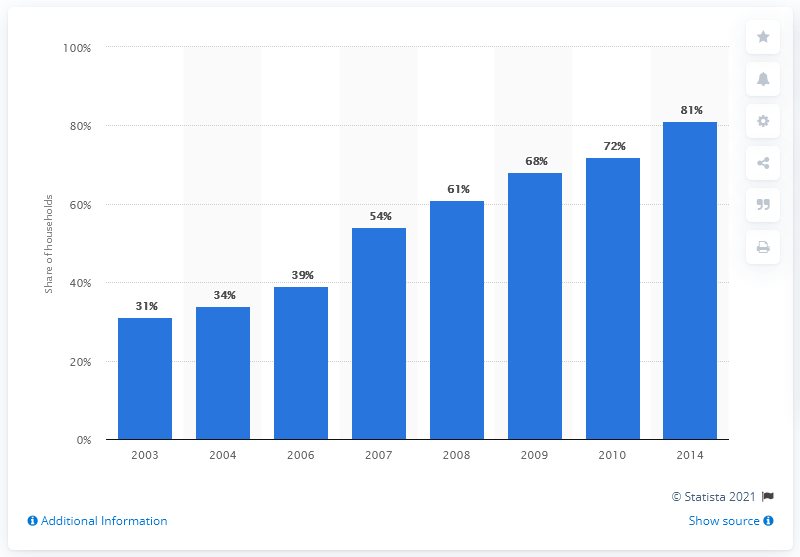 100%
80%
60%
40%
20%
0%
Share of households
31%
34%
39%
54%
61%
68%
72%
81%
2003 2004 2006 2007 2008 2009 2010 2014
© Statista 2021
Additional Information
Show source